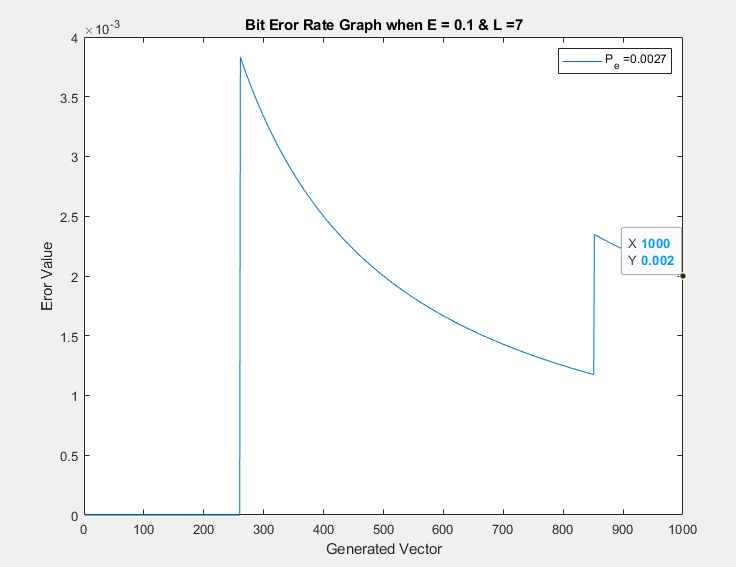 Bit Eror Rate Graph when E = 0.1 & L =7
×10⁻³
4
3.5
3
2.5
2
1.5
1
0.5
0
Eror Value
P_e =0.0027
X 1000
Y 0.002
0 100 200 300 400 500 600 700 800 900 1000
Generated Vector